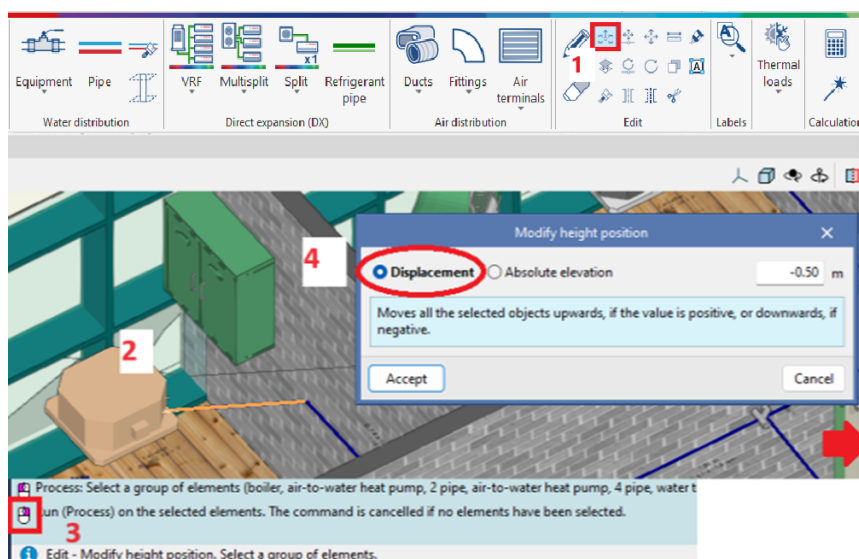 Equipment Pipe VRF Multisplit Split x1 Refrigerant pipe Ducts Fittings Air terminals 1 A A Thermal loads
Water distribution Direct expansion (DX) Air distribution Edit Labels Calculatio
4
Modify height position
Displacement Absolute elevation -0.50 m
Moves all the selected objects upwards, if the value is positive, or downwards, if
negative.
Accept Cancel
2
Process: Select a group of elements (boiler, air-to-water heat pump, 2 pipe, air-to-water heat pump, 4 pipe, water t
un (Process) on the selected elements. The command is cancelled if no elements have been selected.
3
Edit - Modify height position. Select a group of elements.